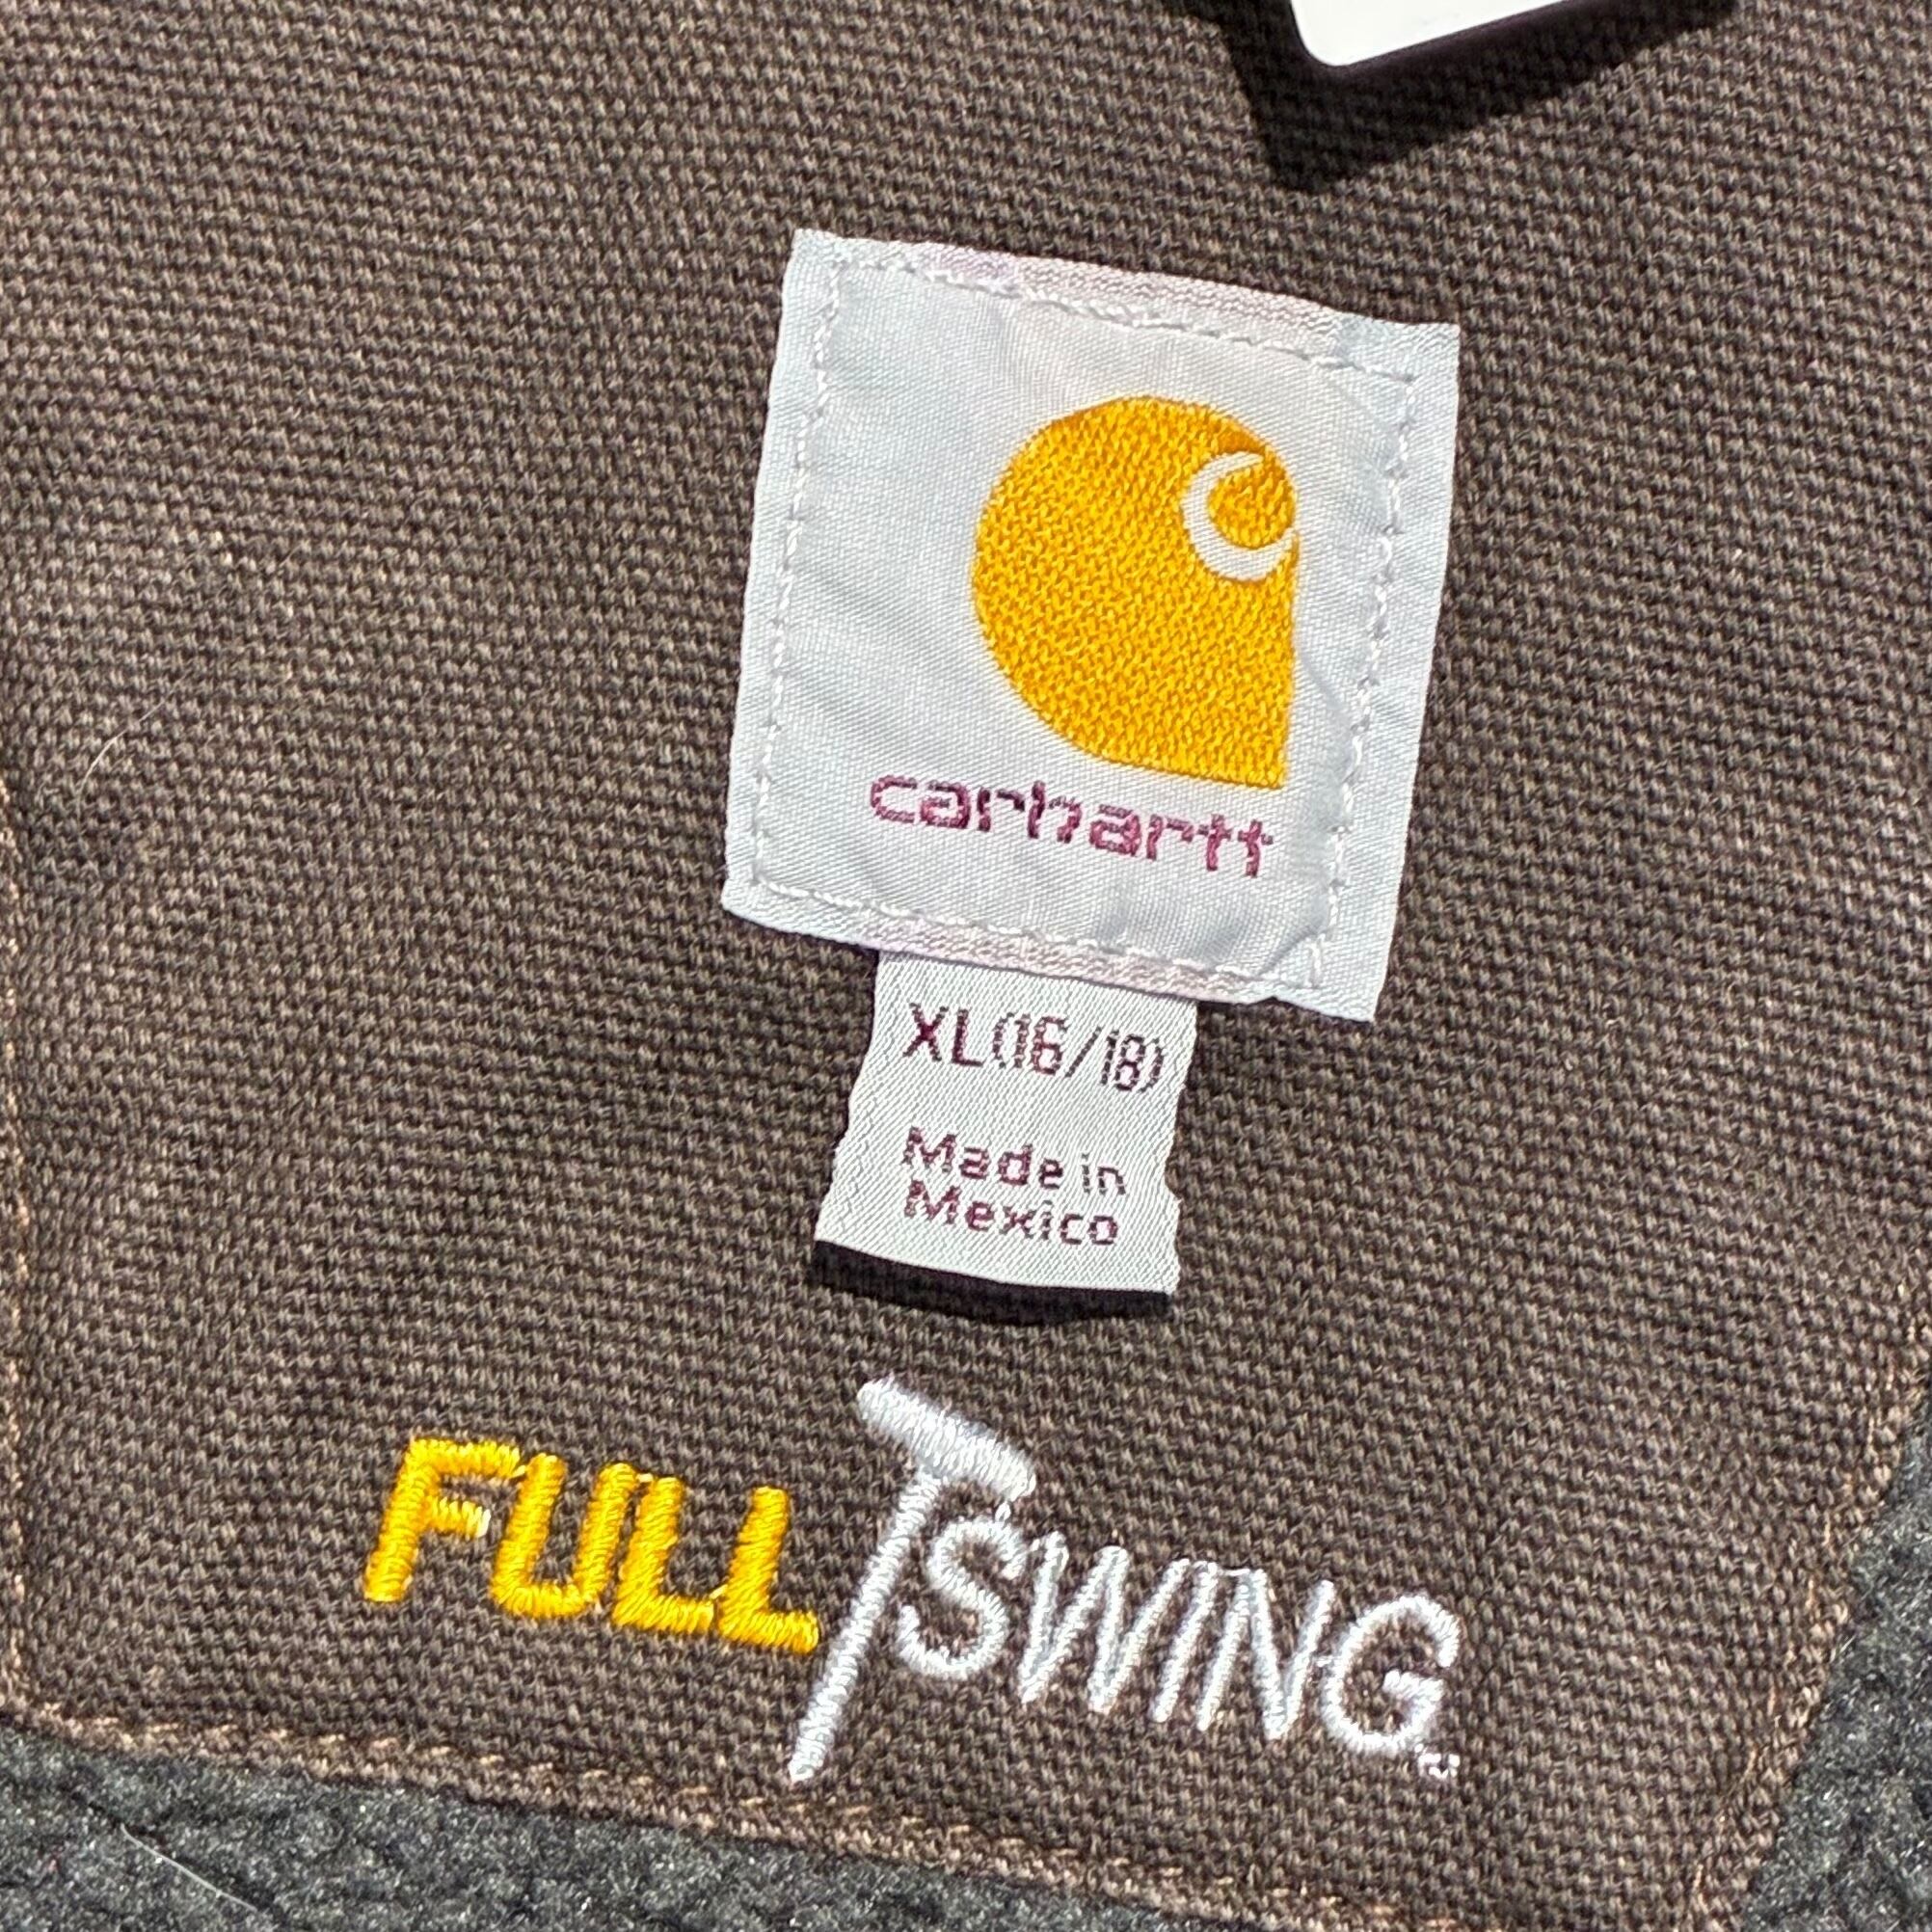 carhartt
XL(16/18)
Made in
Mexico
FULL SWING